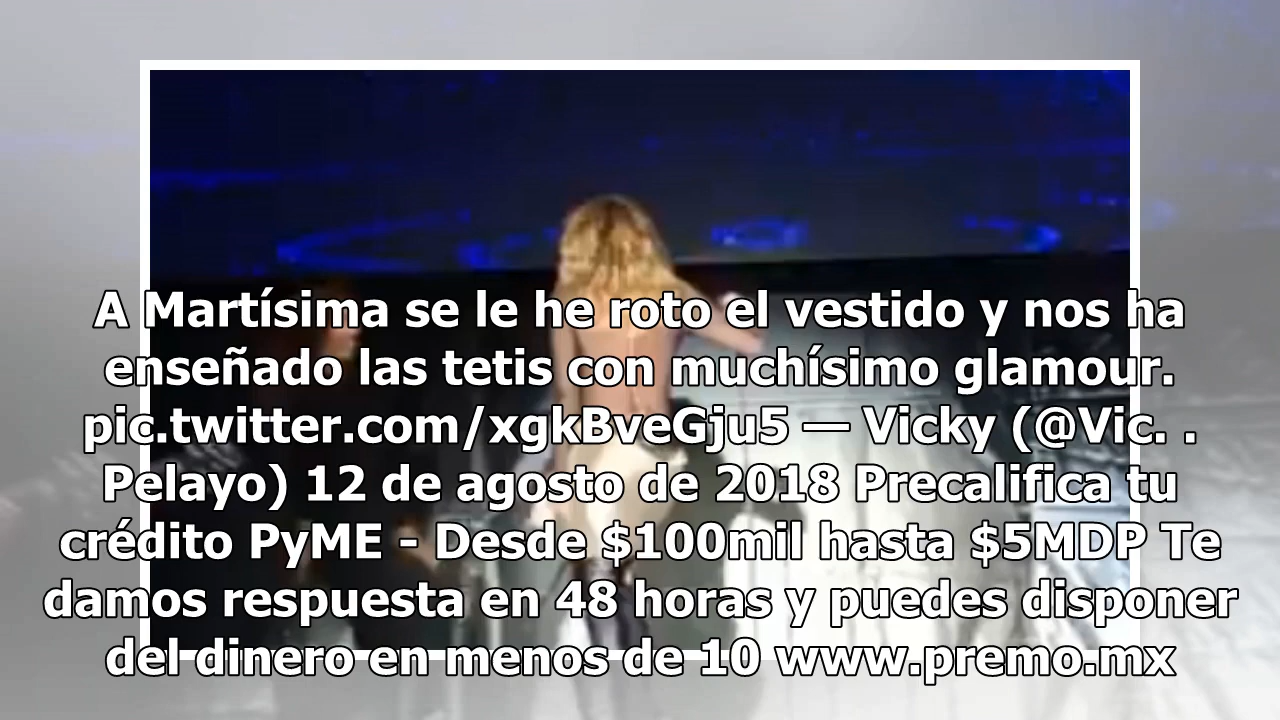 A Martísima se le he roto el vestido y nos ha
enseñado las tetis con muchísimo glamour.
pic.twitter.com/xgkBveGju5 — Vicky (@Vic. .
Pelayo) 12 de agosto de 2018 Precalifica tu
crédito PyME - Desde $100mil hasta $5MDP Te
damos respuesta en 48 horas y puedes disponer
del dinero en menos de 10 www.premo.mx